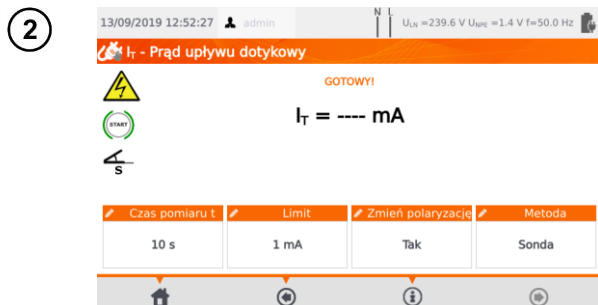 2
13/09/2019 12:52:27 admin N L U_LN =239.6 V U_NPE =1.4 V f=50.0 Hz
I_T - Prąd upływu dotykowy
GOTOWY!
START
I_T = ---- mA
S
Czas pomiaru t Limit Zmień polaryzację Metoda
10 s 1 mA Tak Sonda